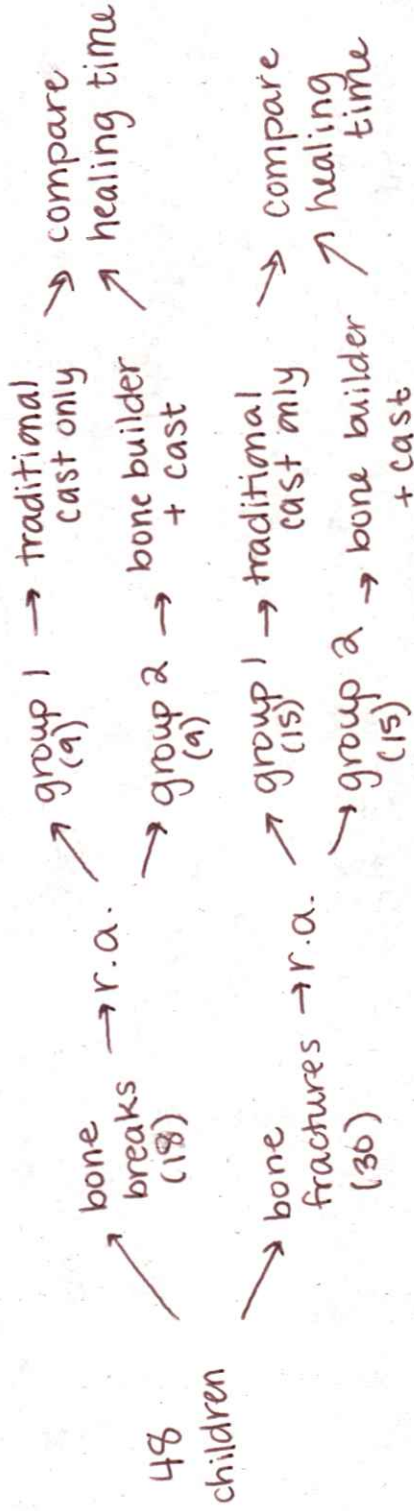 48
children
bone
breaks
(18)
→ r.a.
group 1
(9)
→ traditional
cast only
group 2
(9)
→ bone builder
+ cast
compare
healing time
bone
fractures
(30)
→ r.a.
group 1
(15)
→ traditional
cast only
group 2
(15)
→ bone builder
+ cast
compare
healing
time